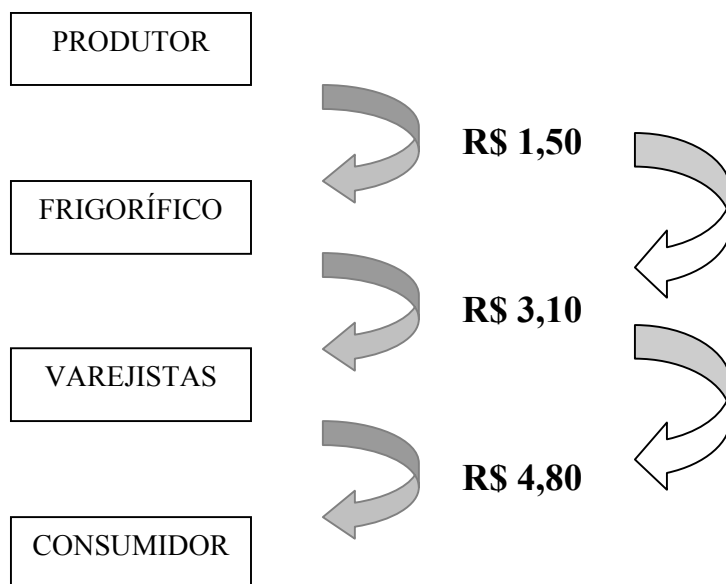 PRODUTOR
R$ 1,50
FRIGORÍFICO
R$ 3,10
VAREJISTAS
R$ 4,80
CONSUMIDOR